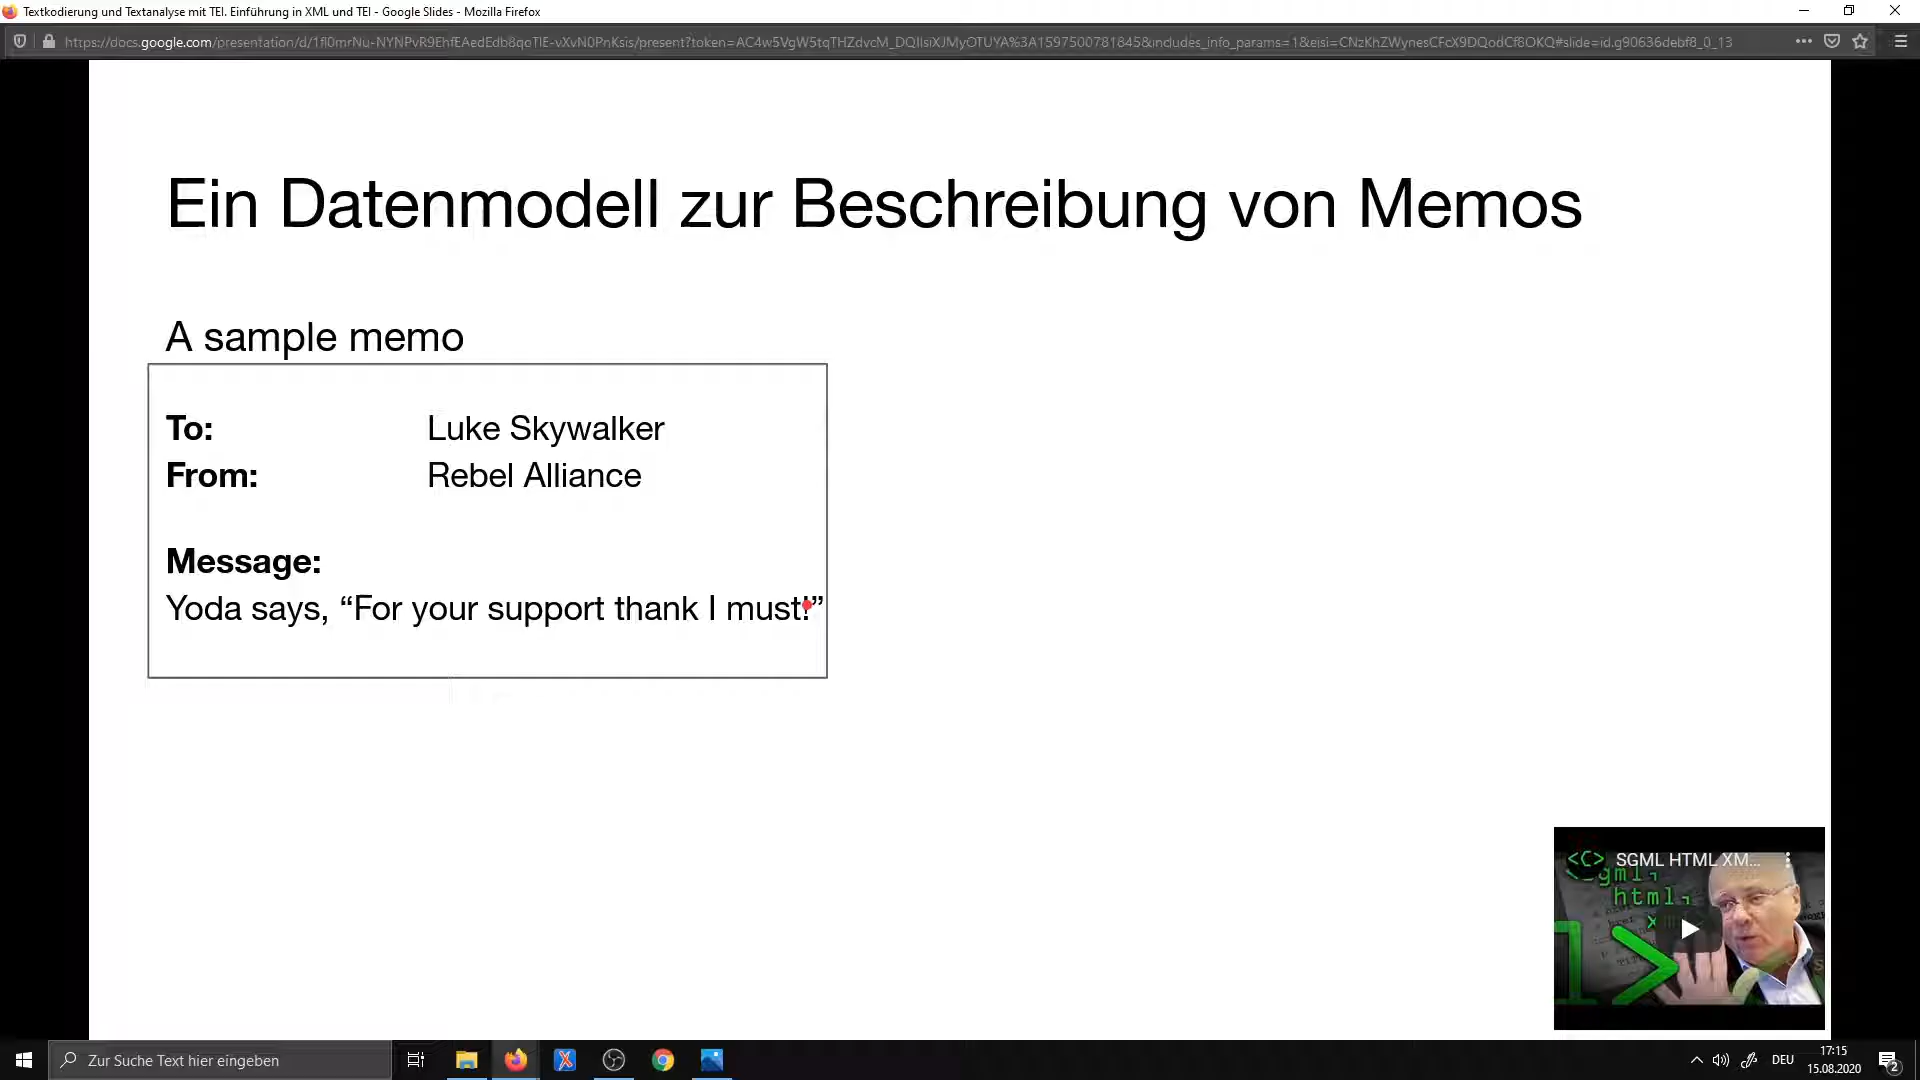 Textkodierung und Textanalyse mit TEI. Einführung in XML und TEI - Google Slides - Mozilla Firefox
Ein Datenmodell zur Beschreibung von Memos
A sample memo
To: Luke Skywalker
From: Rebel Alliance
Message:
Yoda says, “For your support thank I must!”
<C> SGML HTML XM...
html
Zur Suche Text hier eingeben
DEU
17:15
15.08.2020
2